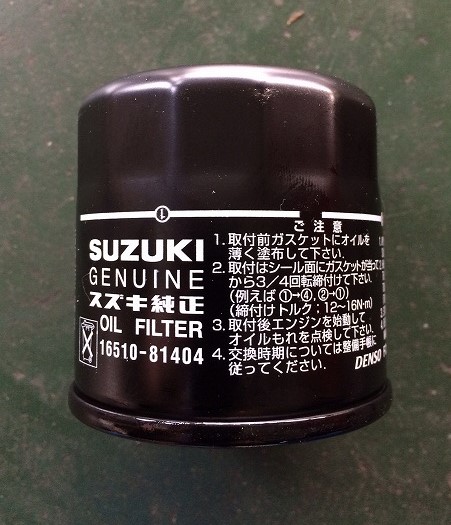 ①
SUZUKI
GENUINE
スズキ純正
OIL FILTER
16510-81404
ご注意
1. 取付前ガスケットにオイルを
薄く塗布して下さい。
2. 取付はシール面にガスケットが当って
から3/4回転締付けて下さい。
(例えば①→④,②→①)
(締付けトルク:12~16N·m)
3. 取付後エンジンを始動して
オイルもれを点検して下さい。
4. 交換時期については整備手帳に
従ってください。
DENSO